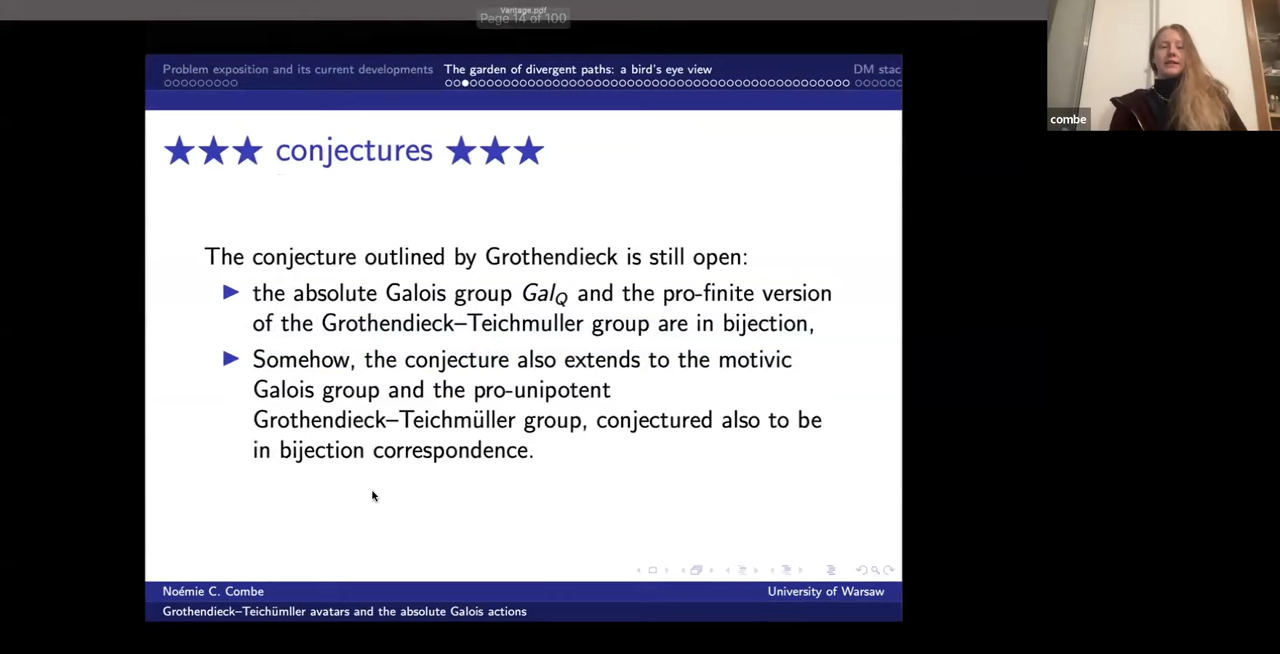 Vantage.pdf
Page 14 of 100
combe
Problem exposition and its current developments The garden of divergent paths: a bird's eye view DM stac
★★★ conjectures ★★★
The conjecture outlined by Grothendieck is still open:
▶ the absolute Galois group Gal_Q and the pro-finite version
of the Grothendieck–Teichmuller group are in bijection,
▶ Somehow, the conjecture also extends to the motivic
Galois group and the pro-unipotent
Grothendieck–Teichmüller group, conjectured also to be
in bijection correspondence.
Noémie C. Combe University of Warsaw
Grothendieck–Teichümller avatars and the absolute Galois actions